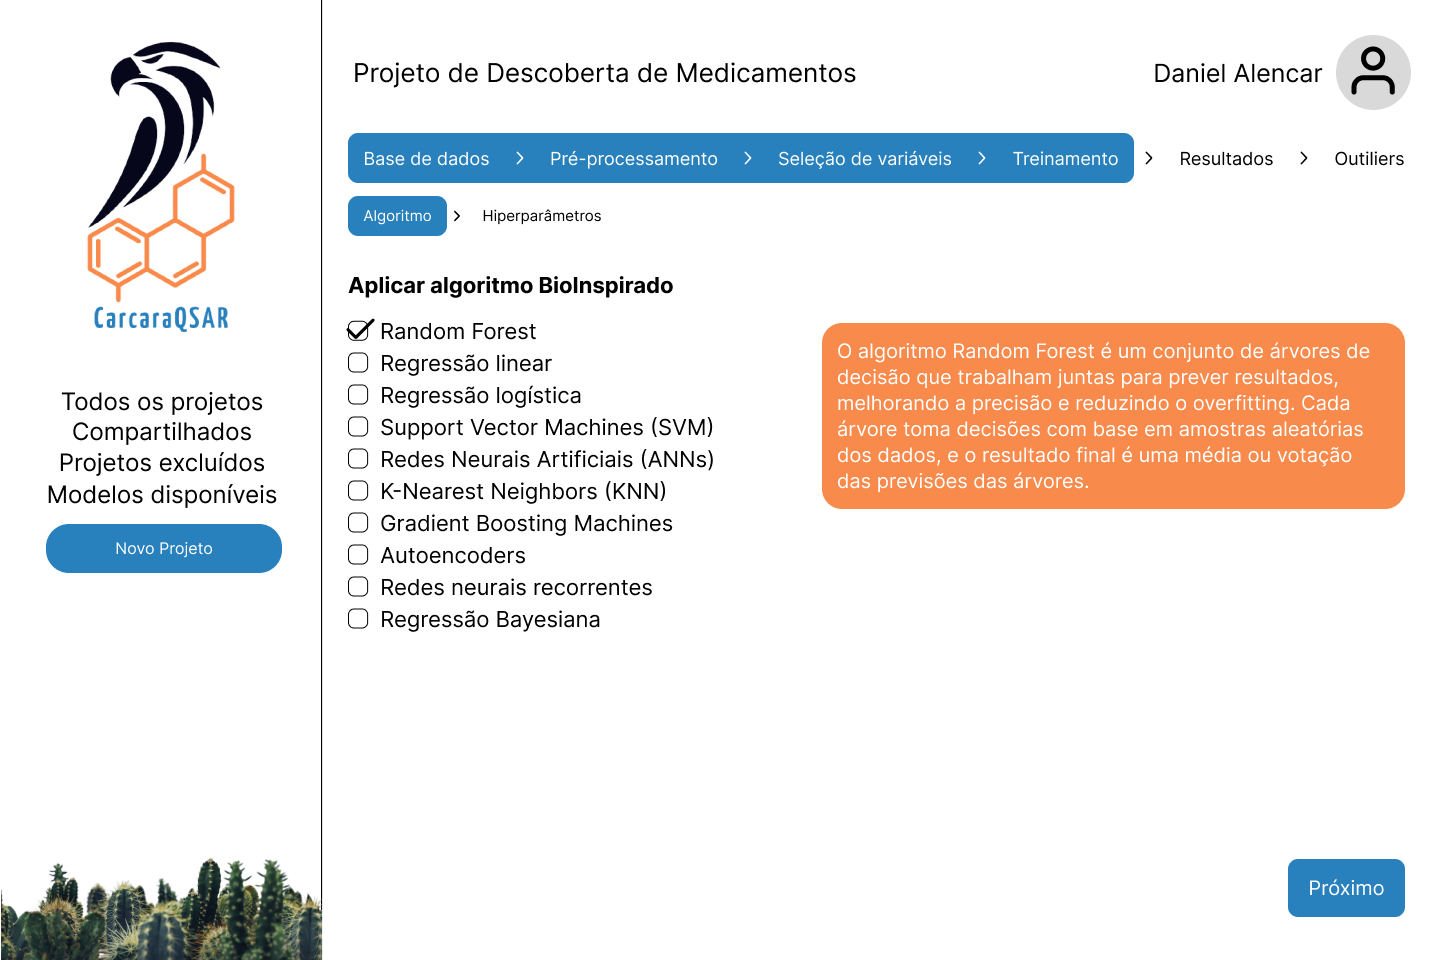 CarcaraQSAR
Todos os projetos
Compartilhados
Projetos excluídos
Modelos disponíveis
Novo Projeto
Projeto de Descoberta de Medicamentos
Daniel Alencar
Base de dados > Pré-processamento > Seleção de variáveis > Treinamento > Resultados > Outiliers
Algoritmo > Hiperparâmetros
Aplicar algoritmo BioInspirado
Random Forest
Regressão linear
Regressão logística
Support Vector Machines (SVM)
Redes Neurais Artificiais (ANNs)
K-Nearest Neighbors (KNN)
Gradient Boosting Machines
Autoencoders
Redes neurais recorrentes
Regressão Bayesiana
O algoritmo Random Forest é um conjunto de árvores de
decisão que trabalham juntas para prever resultados,
melhorando a precisão e reduzindo o overfitting. Cada
árvore toma decisões com base em amostras aleatórias
dos dados, e o resultado final é uma média ou votação
das previsões das árvores.
Próximo